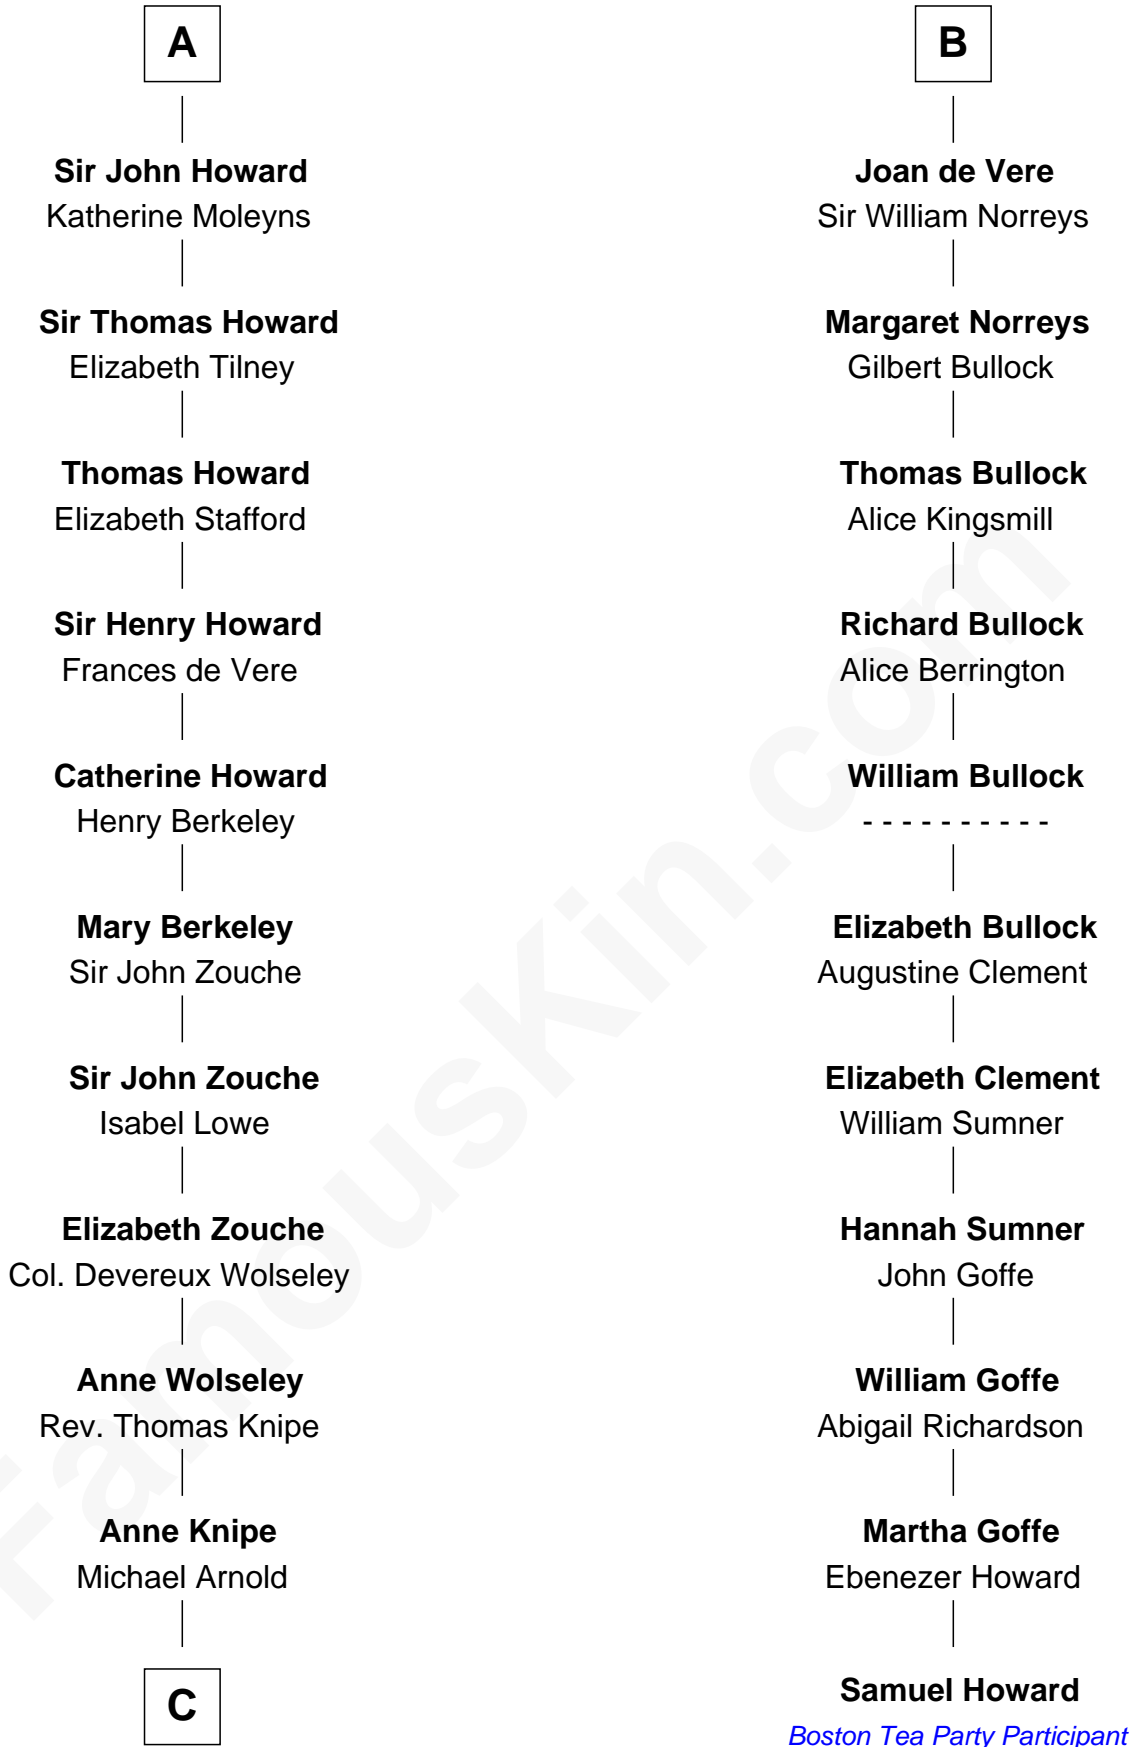 A
Sir John Howard
Katherine Moleyns
Sir Thomas Howard
Elizabeth Tilney
Thomas Howard
Elizabeth Stafford
Sir Henry Howard
Frances de Vere
Catherine Howard
Henry Berkeley
Mary Berkeley
Sir John Zouche
Sir John Zouche
Isabel Lowe
Elizabeth Zouche
Col. Devereux Wolseley
Anne Wolseley
Rev. Thomas Knipe
Anne Knipe
Michael Arnold
C
B
Joan de Vere
Sir William Norreys
Margaret Norreys
Gilbert Bullock
Thomas Bullock
Alice Kingsmill
Richard Bullock
Alice Berrington
William Bullock
- - - - - - - - - -
Elizabeth Bullock
Augustine Clement
Elizabeth Clement
William Sumner
Hannah Sumner
John Goffe
William Goffe
Abigail Richardson
Martha Goffe
Ebenezer Howard
Samuel Howard
Boston Tea Party Participant
FamousKin.com